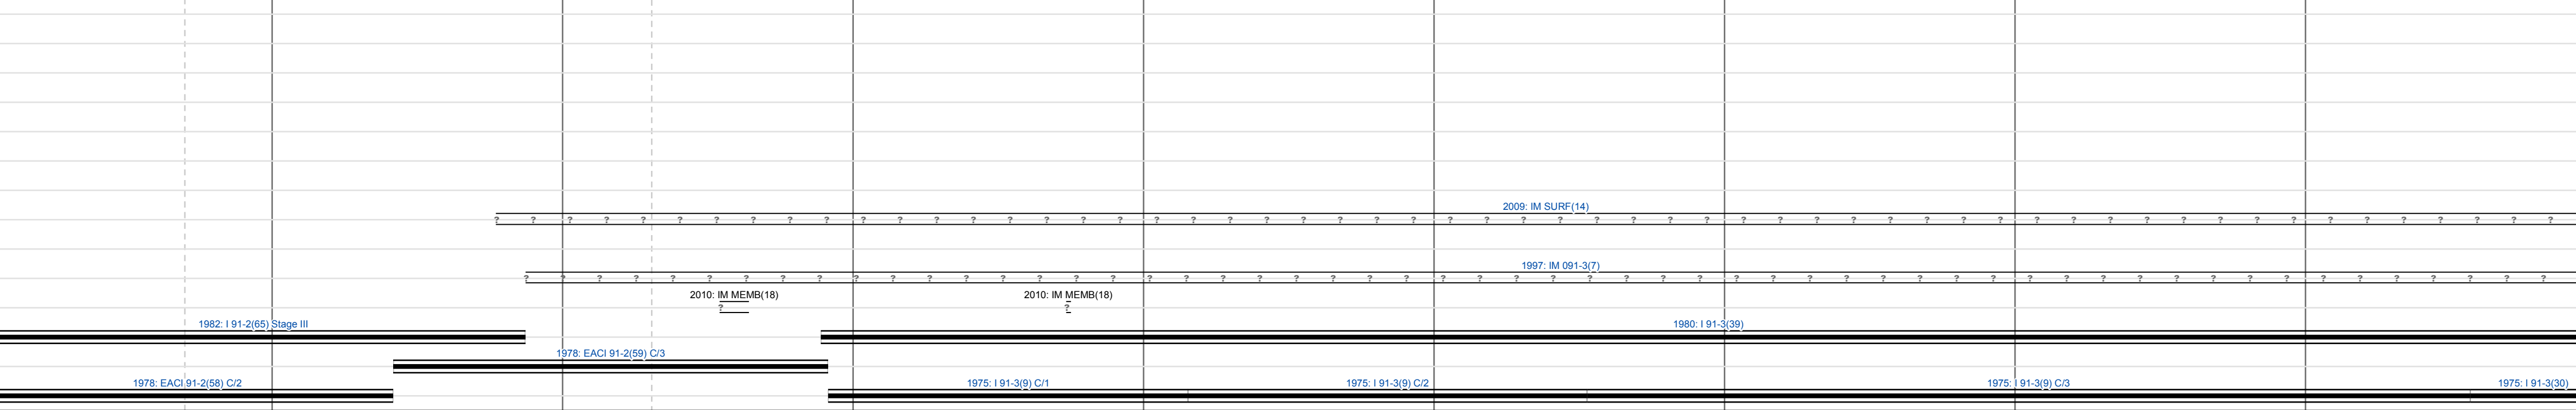 2009: IM SURF(14)
1997: IM 091-3(7)
2010: IM MEMB(18) 2010: IM MEMB(18)
1982: I 91-2(65) Stage III 1980: I 91-3(39)
1978: EACI 91-2(59) C/3
1978: EACI 91-2(58) C/2 1975: I 91-3(9) C/1 1975: I 91-3(9) C/2 1975: I 91-3(9) C/3 1975: I 91-3(30)